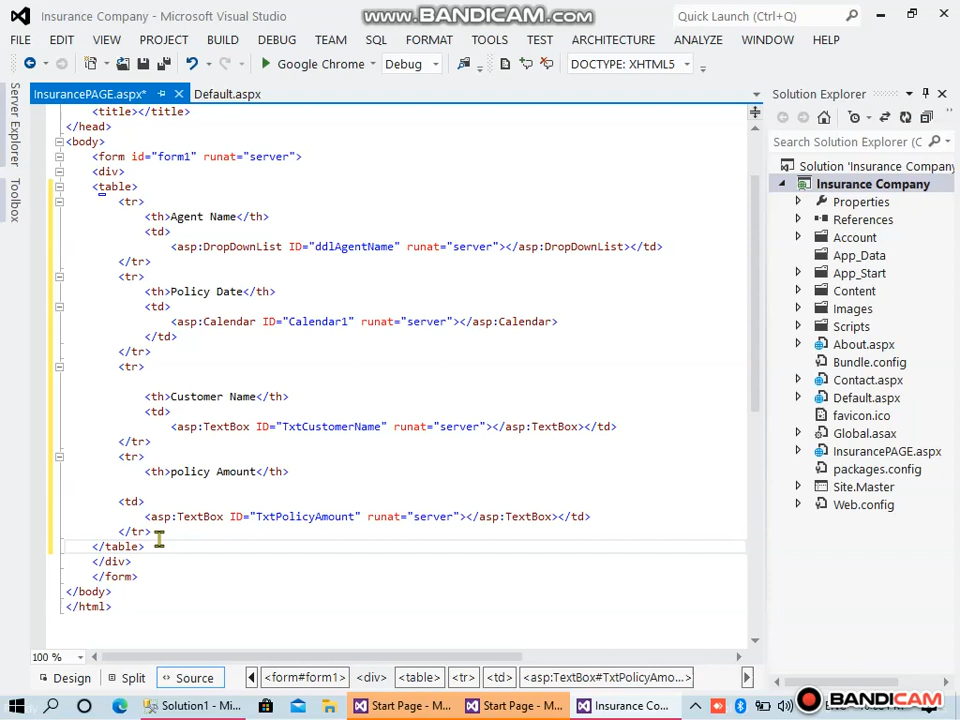 Insurance Company - Microsoft Visual Studio
www.BANDICAM.com
Quick Launch (Ctrl+Q)
FILE EDIT VIEW PROJECT BUILD DEBUG TEAM SQL FORMAT TOOLS TEST ARCHITECTURE ANALYZE WINDOW HELP
Google Chrome Debug DOCTYPE: XHTML5
InsurancePAGE.aspx* Default.aspx
Server Explorer
Toolbox
<title></title>
</head>
<body>
<form id="form1" runat="server">
<div>
<table>
<tr>
<th>Agent Name</th>
<td>
<asp:DropDownList ID="ddlAgentName" runat="server"></asp:DropDownList></td>
</tr>
<tr>
<th>Policy Date</th>
<td>
<asp:Calendar ID="Calendar1" runat="server"></asp:Calendar>
</td>
</tr>
<tr>
<th>Customer Name</th>
<td>
<asp:TextBox ID="TxtCustomerName" runat="server"></asp:TextBox></td>
</tr>
<tr>
<th>policy Amount</th>
<td>
<asp:TextBox ID="TxtPolicyAmount" runat="server"></asp:TextBox></td>
</tr>
</table>
</div>
</form>
</body>
</html>
100 %
Design Split Source <form#form1> <div> <table> <tr> <td> <asp:TextBox#TxtPolicyAmo...>
Solution Explorer
Search Solution Explorer (C
Solution 'Insurance Company
Insurance Company
Properties
References
Account
App_Data
App_Start
Content
Images
Scripts
About.aspx
Bundle.config
Contact.aspx
Default.aspx
favicon.ico
Global.asax
InsurancePAGE.aspx
packages.config
Site.Master
Web.config
Solution1 - Mi... Start Page - M... Start Page - M... Insurance Co...
BANDICAM